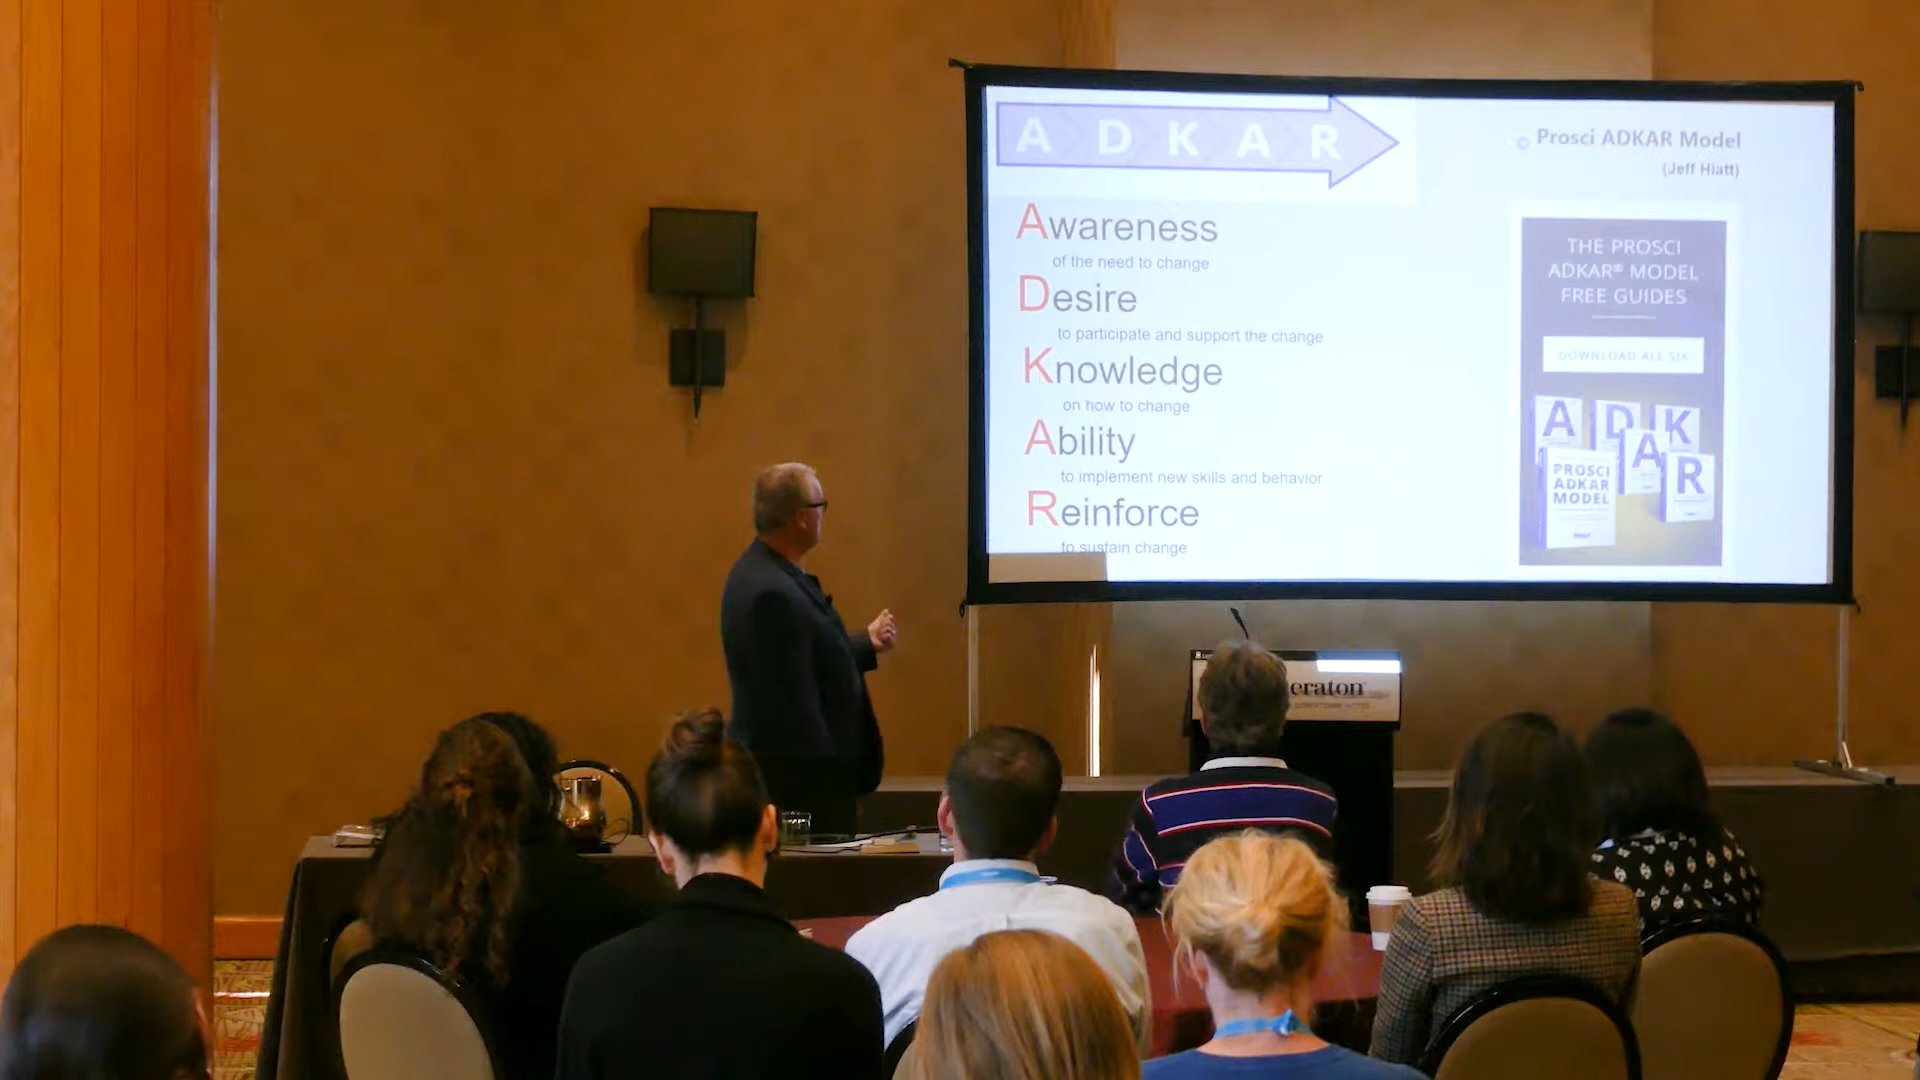 A D K A R
© Prosci ADKAR Model
(Jeff Hiatt)
Awareness
of the need to change
Desire
to participate and support the change
Knowledge
on how to change
Ability
to implement new skills and behavior
Reinforce
to sustain change
THE PROSCI
ADKAR® MODEL
FREE GUIDES
DOWNLOAD ALL SIX
A D K
A R
PROSCI
ADKAR
MODEL
eraton